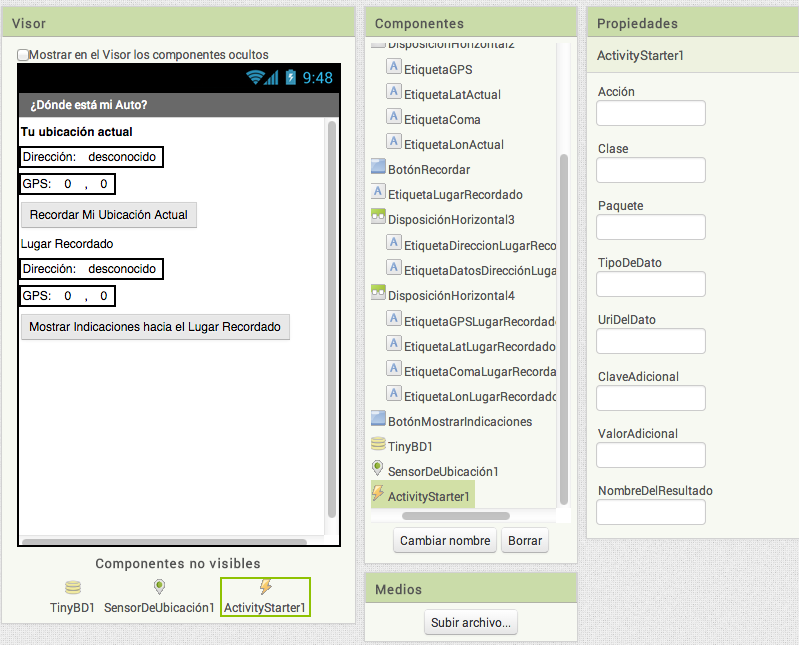 Visor
Mostrar en el Visor los componentes ocultos
9:48
¿Dónde está mi Auto?
Tu ubicación actual
Dirección: desconocido
GPS: 0 , 0
Recordar Mi Ubicación Actual
Lugar Recordado
Dirección: desconocido
GPS: 0 , 0
Mostrar Indicaciones hacia el Lugar Recordado
Componentes no visibles
TinyBD1 SensorDeUbicación1 ActivityStarter1
Componentes
DisposiciónHorizontal2
A EtiquetaGPS
A EtiquetaLatActual
A EtiquetaComa
A EtiquetaLonActual
BotónRecordar
A EtiquetaLugarRecordado
DisposiciónHorizontal3
A EtiquetaDireccionLugarReco
A EtiquetaDatosDirecciónLuga
DisposiciónHorizontal4
A EtiquetaGPSLugarRecordad
A EtiquetaLatLugarRecordado
A EtiquetaComaLugarRecorda
A EtiquetaLonLugarRecordado
BotónMostrarIndicaciones
TinyBD1
SensorDeUbicación1
ActivityStarter1
Cambiar nombre Borrar
Medios
Subir archivo...
Propiedades
ActivityStarter1
Acción
Clase
Paquete
TipoDeDato
UriDelDato
ClaveAdicional
ValorAdicional
NombreDelResultado